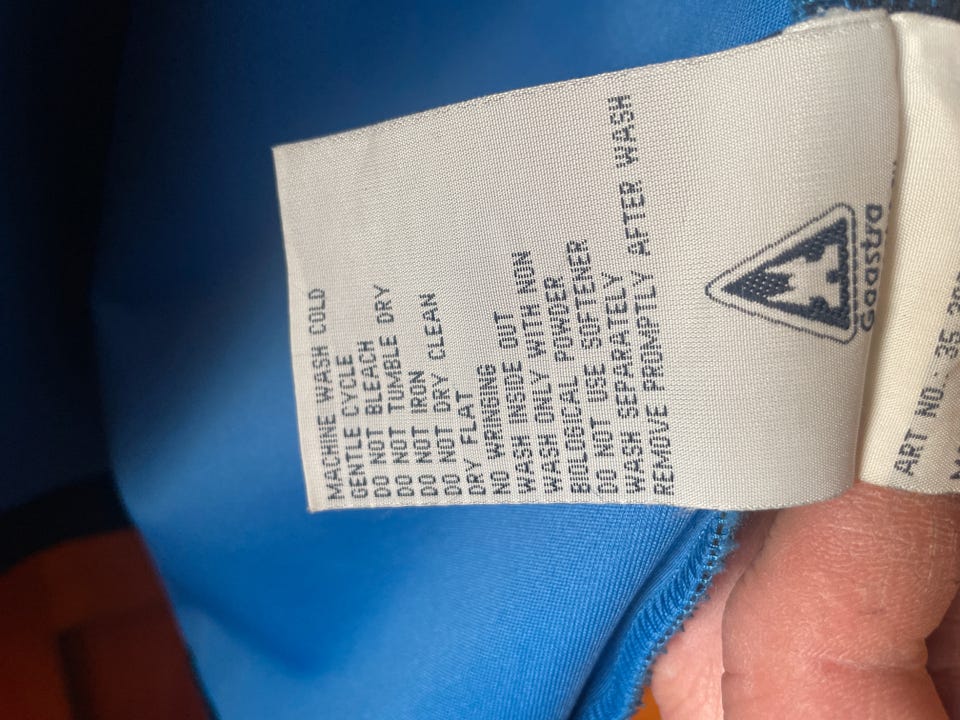 MACHINE WASH COLD
GENTLE CYCLE
DO NOT BLEACH
DO NOT TUMBLE DRY
DO NOT IRON
DO NOT DRY CLEAN
DRY FLAT
NO WRINGING
WASH INSIDE OUT
WASH ONLY WITH NON
BIOLOGICAL POWDER
DO NOT USE SOFTENER
WASH SEPARATELY
REMOVE PROMPTLY AFTER WASH
Gaastra
ART NO.: 35